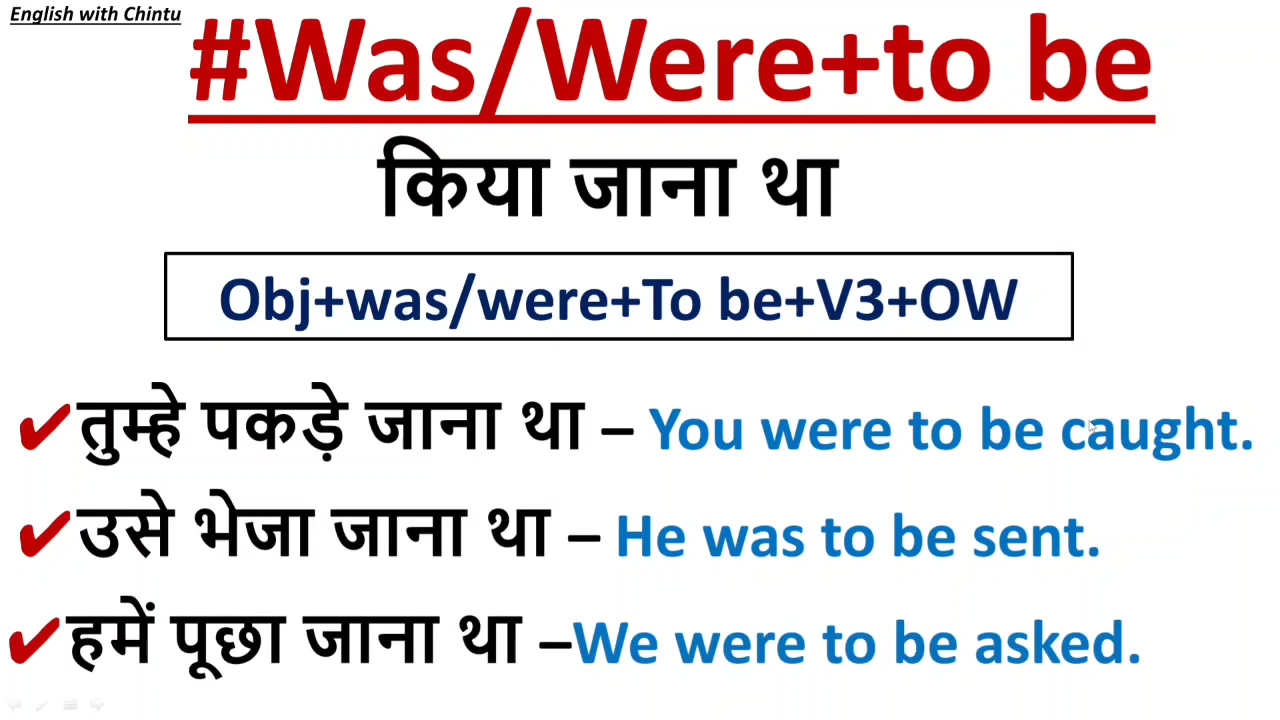 English with Chintu
#Was/Were+to be
किया जाना था
Obj+was/were+To be+V3+OW
✔तुम्हे पकड़े जाना था – You were to be caught.
✔उसे भेजा जाना था – He was to be sent.
✔हमें पूछा जाना था –We were to be asked.